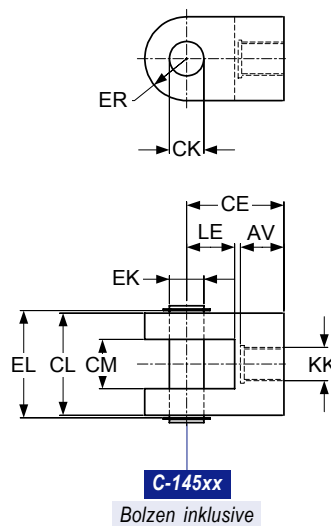 ER
CK
CE
LE AV
EK
EL CL CM KK
C-145xx
Bolzen inklusive